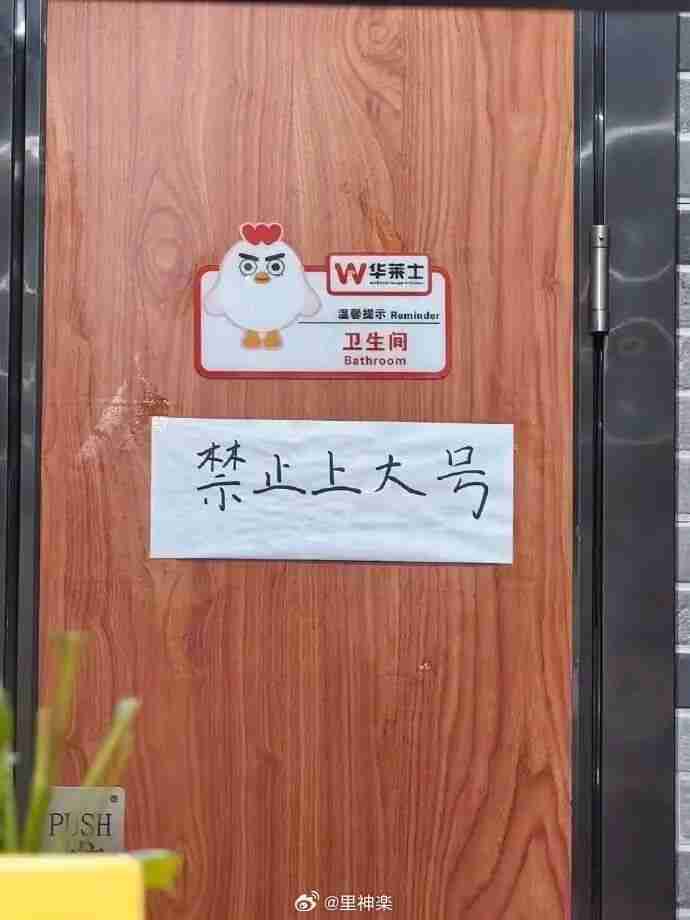 W 华莱士
温馨提示 Reminder
卫生间
Bathroom
禁止上大号
PUSH
@里神楽